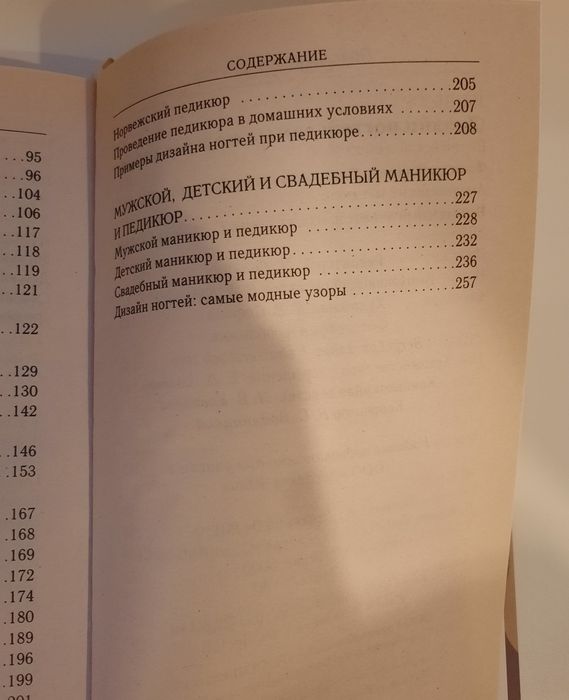 ...95
...96
..104
..106
..117
..118
..119
..121
..122
..129
..130
..142
..146
..153
.167
.168
.169
.172
.174
.180
.189
.196
.199
СОДЕРЖАНИЕ
Норвежский педикюр ........................205
Проведение педикюра в домашних условиях .......207
Примеры дизайна ногтей при педикюре............208
МУЖСКОЙ, ДЕТСКИЙ И СВАДЕБНЫЙ МАНИКЮР
И ПЕДИКЮР................................227
Мужской маникюр и педикюр .................228
Детский маникюр и педикюр...................232
Свадебный маникюр и педикюр ...............236
Дизайн ногтей: самые модные узоры .............257